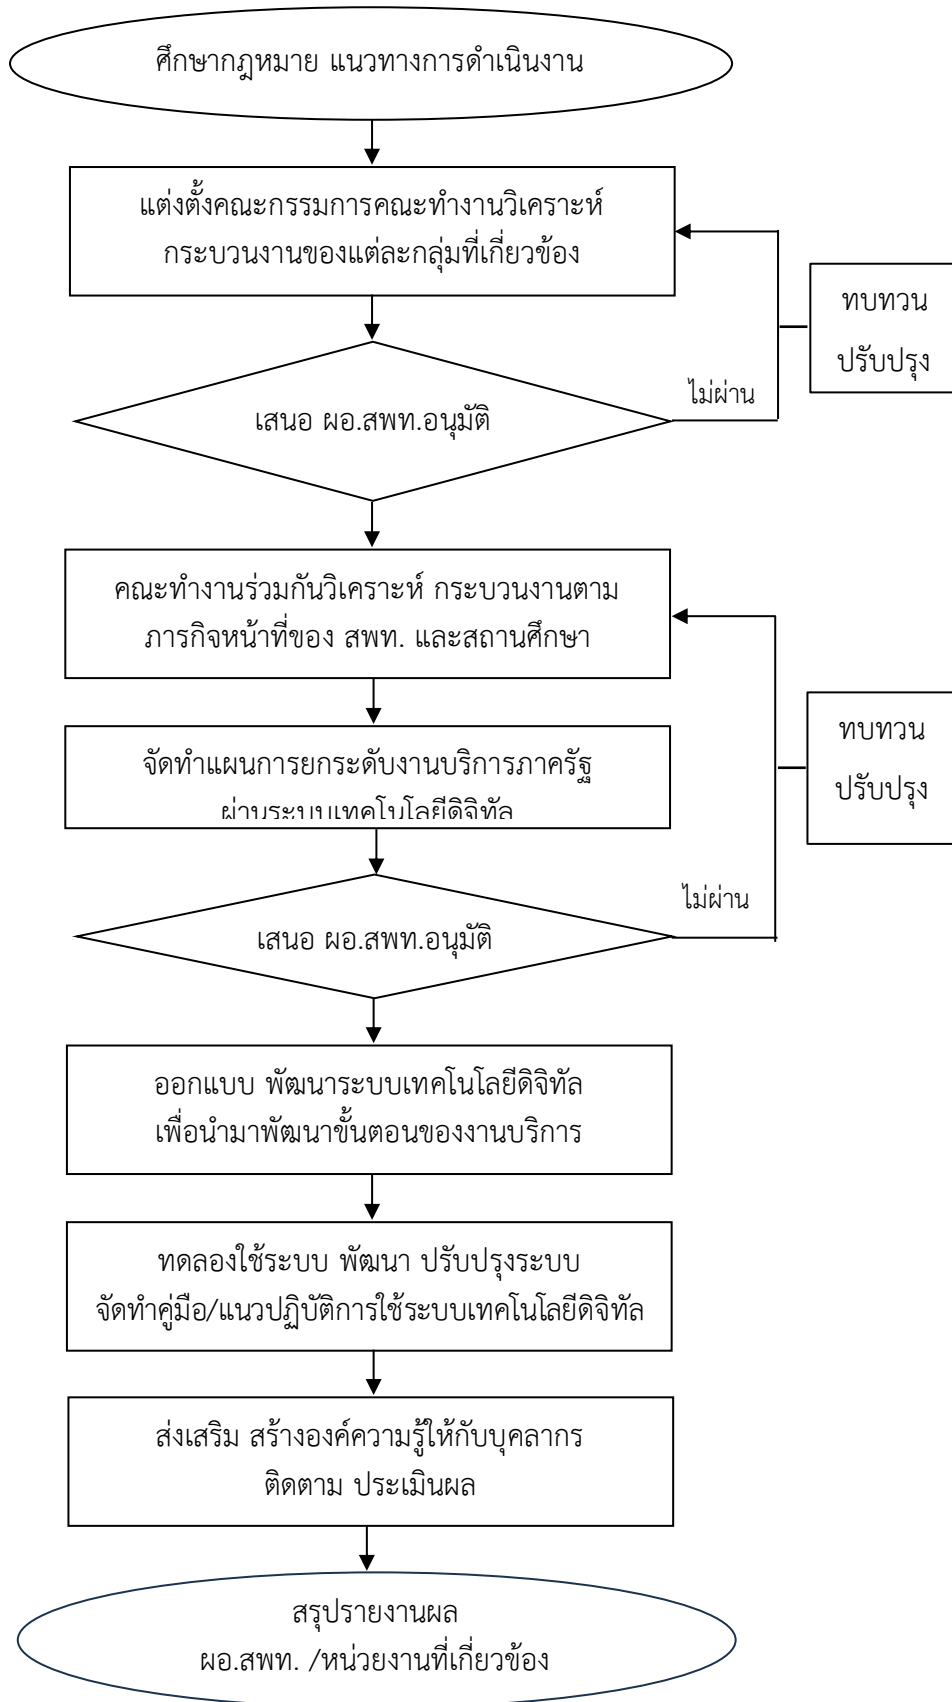 ศึกษากฎหมาย แนวทางการดำเนินงาน
แต่งตั้งคณะกรรมการคณะทำงานวิเคราะห์
กระบวนงานของแต่ละกลุ่มที่เกี่ยวข้อง
ทบทวน
ปรับปรุง
ไม่ผ่าน
เสนอ ผอ.สพท.อนุมัติ
คณะทำงานร่วมกันวิเคราะห์ กระบวนงานตาม
ภารกิจหน้าที่ของ สพท. และสถานศึกษา
จัดทำแผนการยกระดับงานบริการภาครัฐ
ผ่านระบบเทคโนโลยีดิจิทัล
ทบทวน
ปรับปรุง
ไม่ผ่าน
เสนอ ผอ.สพท.อนุมัติ
ออกแบบ พัฒนาระบบเทคโนโลยีดิจิทัล
เพื่อนำมาพัฒนาขั้นตอนของงานบริการ
ทดลองใช้ระบบ พัฒนา ปรับปรุงระบบ
จัดทำคู่มือ/แนวปฏิบัติการใช้ระบบเทคโนโลยีดิจิทัล
ส่งเสริม สร้างองค์ความรู้ให้กับบุคลากร
ติดตาม ประเมินผล
สรุปรายงานผล
ผอ.สพท. /หน่วยงานที่เกี่ยวข้อง